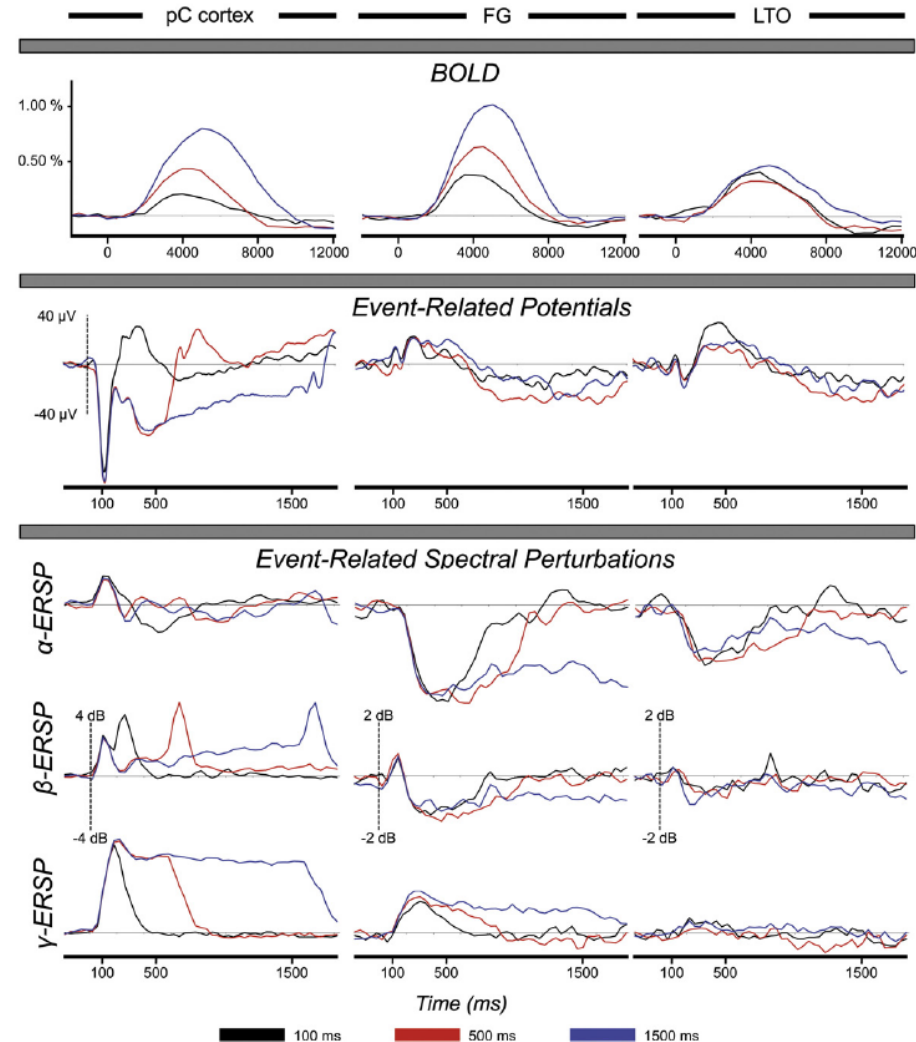 pC cortex FG LTO
BOLD
1.00 %
0.50 %
0 4000 8000 12000 0 4000 8000 12000 0 4000 8000 12000
Event-Related Potentials
40 µV
-40 µV
100 500 1500 100 500 1500 100 500 1500
Event-Related Spectral Perturbations
α-ERSP
β-ERSP
4 dB 2 dB 2 dB
-4 dB -2 dB -2 dB
γ-ERSP
100 500 1500 100 500 1500 100 500 1500
Time (ms)
100 ms 500 ms 1500 ms